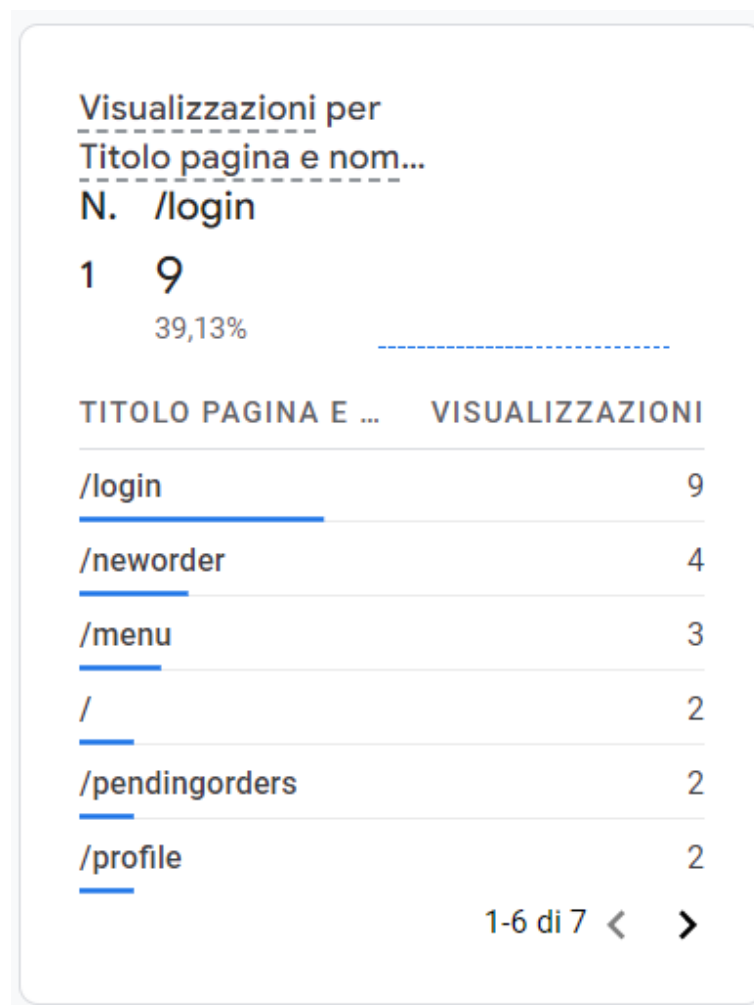 Visualizzazioni per
Titolo pagina e nom...
N. /login
1 9
39,13%
TITOLO PAGINA E ... VISUALIZZAZIONI
/login 9
/neworder 4
/menu 3
/ 2
/pendingorders 2
/profile 2
1-6 di 7